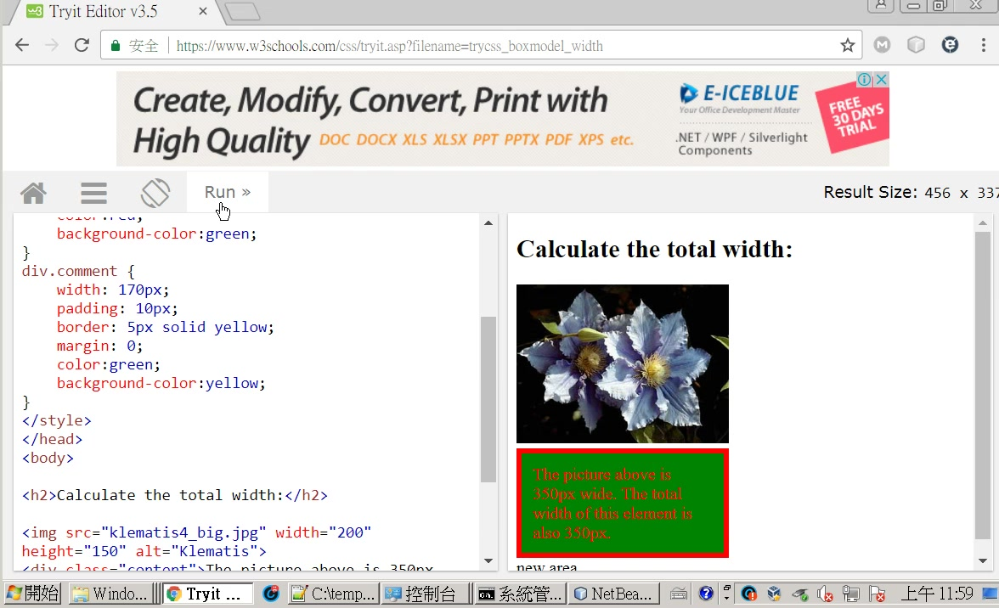 Tryit Editor v3.5
安全
https://www.w3schools.com/css/tryit.asp?filename=trycss_boxmodel_width
Create, Modify, Convert, Print with
High Quality DOC DOCX XLS XLSX PPT PPTX PDF XPS etc.
E-ICEBLUE
Your Office Development Master
.NET / WPF / Silverlight
Components
FREE
30 DAYS
TRIAL
Run »
Result Size: 456 x 337
color:red;
background-color:green;
}
div.comment {
width: 170px;
padding: 10px;
border: 5px solid yellow;
margin: 0;
color:green;
background-color:yellow;
}
</style>
</head>
<body>
<h2>Calculate the total width:</h2>
<img src="klematis4_big.jpg" width="200"
height="150" alt="Klematis">
<div class="content">The picture above is 350px
Calculate the total width:
The picture above is
350px wide. The total
width of this element is
also 350px.
new area
開始
Windo...
Tryit ...
C:\temp...
控制台
系統管...
NetBea...
上午 11:59